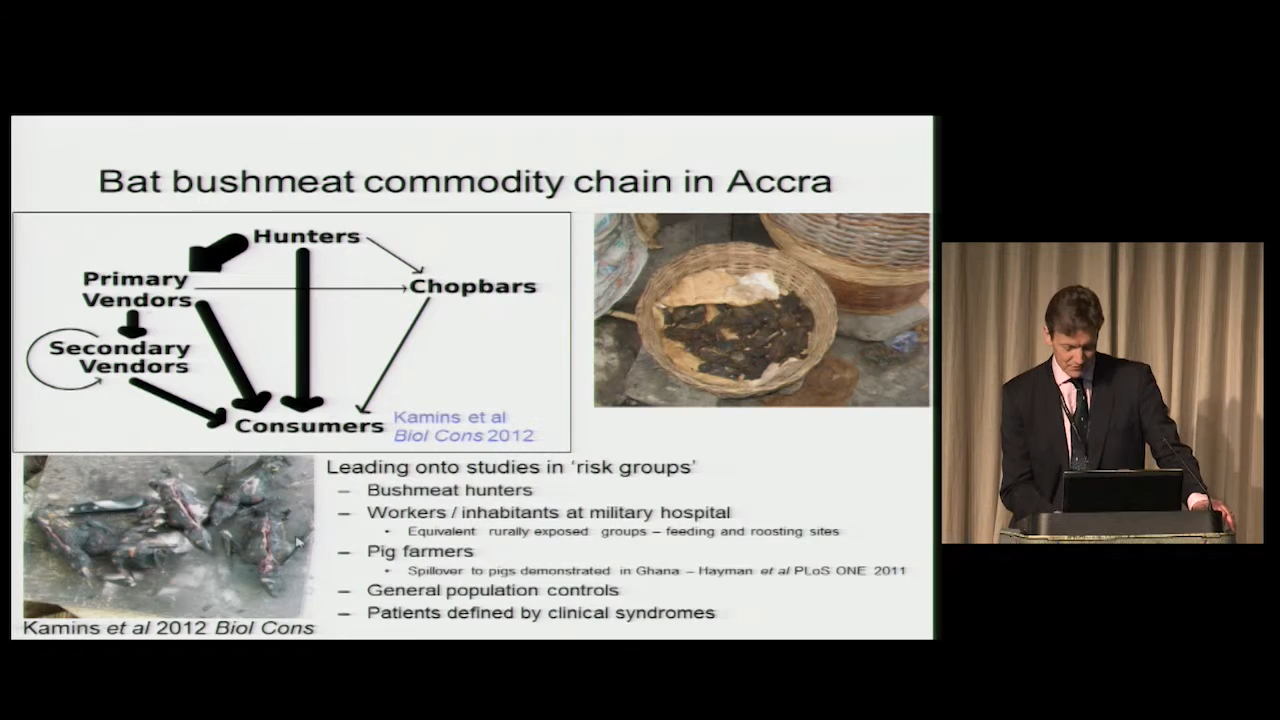 Bat bushmeat commodity chain in Accra
Hunters
Primary
Vendors
Chopbars
Secondary
Vendors
Consumers
Kamins et al
Biol Cons 2012
Leading onto studies in 'risk groups'
– Bushmeat hunters
– Workers / inhabitants at military hospital
• Equivalent rurally exposed groups – feeding and roosting sites
– Pig farmers
• Spillover to pigs demonstrated in Ghana – Hayman et al PLoS ONE 2011
– General population controls
– Patients defined by clinical syndromes
Kamins et al 2012 Biol Cons